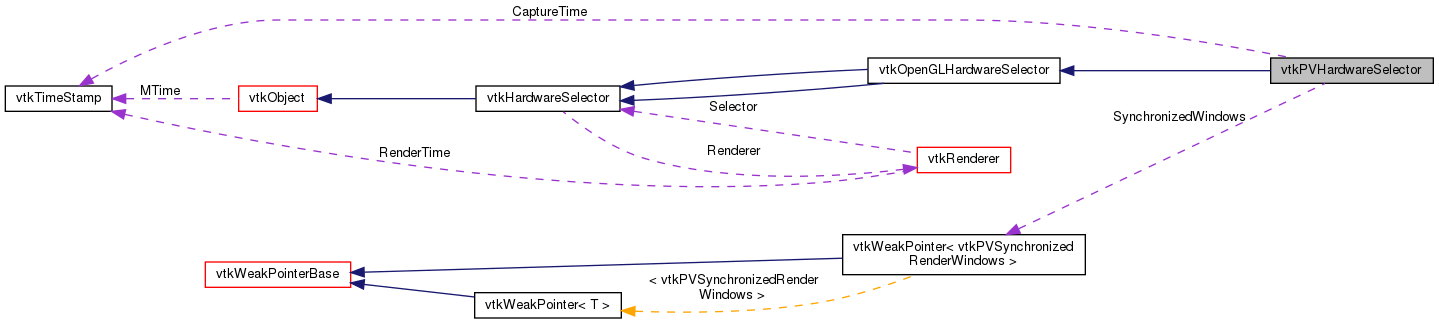 CaptureTime
vtkOpenGLHardwareSelector
vtkPVHardwareSelector
vtkTimeStamp
MTime
vtkObject
vtkHardwareSelector
Selector
SynchronizedWindows
RenderTime
Renderer
vtkRenderer
vtkWeakPointer< vtkPVSynchronized
RenderWindows >
vtkWeakPointerBase
< vtkPVSynchronizedRender
Windows >
vtkWeakPointer< T >